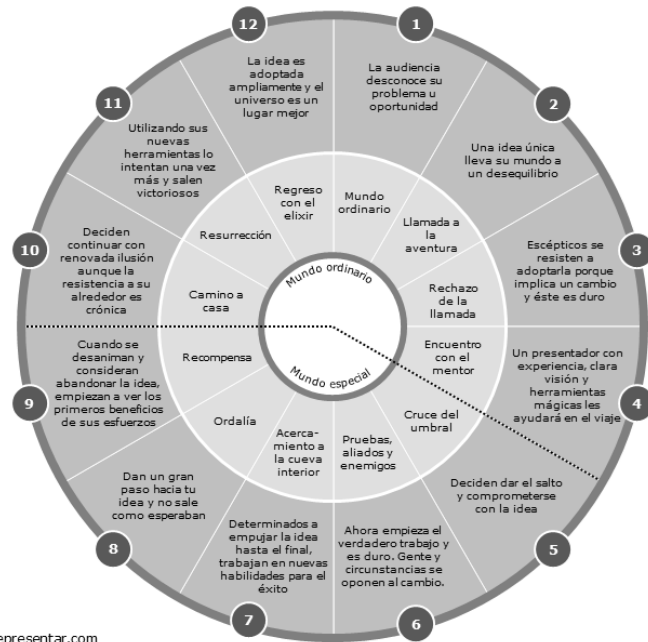 12
La idea es
adoptada
ampliamente y el
universo es un
lugar mejor
1
La audiencia
desconoce su
problema u
oportunidad
2
Una idea única
lleva su mundo a
un desequilibrio
3
Escépticos se
resisten a
adoptarla porque
implica un cambio
y éste es duro
4
Un presentador con
experiencia, clara
visión y
herramientas
mágicas les
ayudará en el viaje
5
Deciden dar el salto
y comprometerse
con la idea
6
Ahora empieza el
verdadero trabajo y
es duro. Gente y
circunstancias se
oponen al cambio.
7
Determinados a
empujar la idea
hasta el final,
trabajan en nuevas
habilidades para el
éxito
8
Dan un gran
paso hacia tu
idea y no sale
como esperaban
9
Cuando se
desaniman y
consideran
abandonar la idea,
empiezan a ver los
primeros beneficios
de sus esfuerzos
10
Deciden
continuar con
renovada ilusión
aunque la
resistencia a su
alrededor es
crónica
11
Utilizando sus
nuevas
herramientas lo
intentan una vez
más y salen
victoriosos
Mundo
ordinario
Llamada a
la
aventura
Rechazo
de la
llamada
Encuentro
con el
mentor
Cruce del
umbral
Pruebas,
aliados y
enemigos
Acerca-
miento a
la cueva
interior
Ordalía
Recompensa
Camino a
casa
Resurrección
Regreso
con el
elixir
Mundo ordinario
Mundo especial
epresentar.com